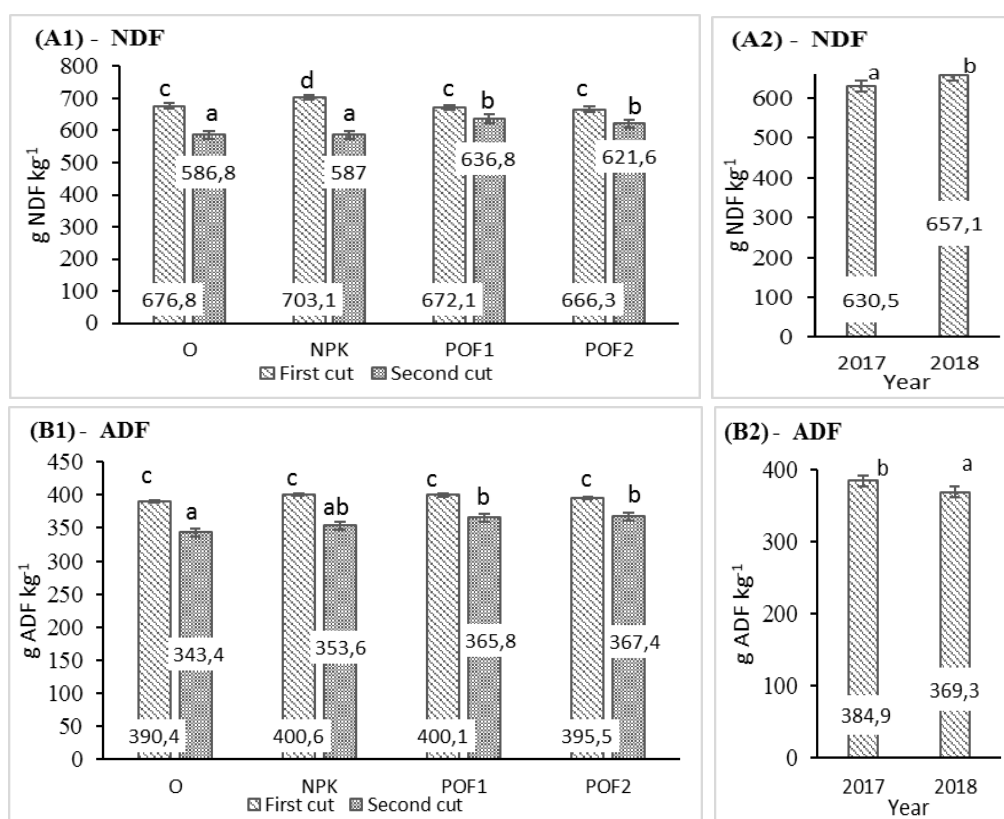 (A1) - NDF
g NDF kg-1
800
700
600
500
400
300
200
100
0
c a d a c b c b
586,8 587 636,8 621,6
676,8 703,1 672,1 666,3
O NPK POF1 POF2
First cut Second cut
(A2) - NDF
g NDF kg-1
600
500
400
300
200
100
0
a b
657,1
630,5
2017 2018
Year
(B1) - ADF
g ADF kg-1
450
400
350
300
250
200
150
100
50
0
c a c ab c b c b
343,4 353,6 365,8 367,4
390,4 400,6 400,1 395,5
O NPK POF1 POF2
First cut Second cut
(B2) - ADF
g ADF kg-1
400
300
200
100
0
b a
369,3
384,9
2017 2018
Year